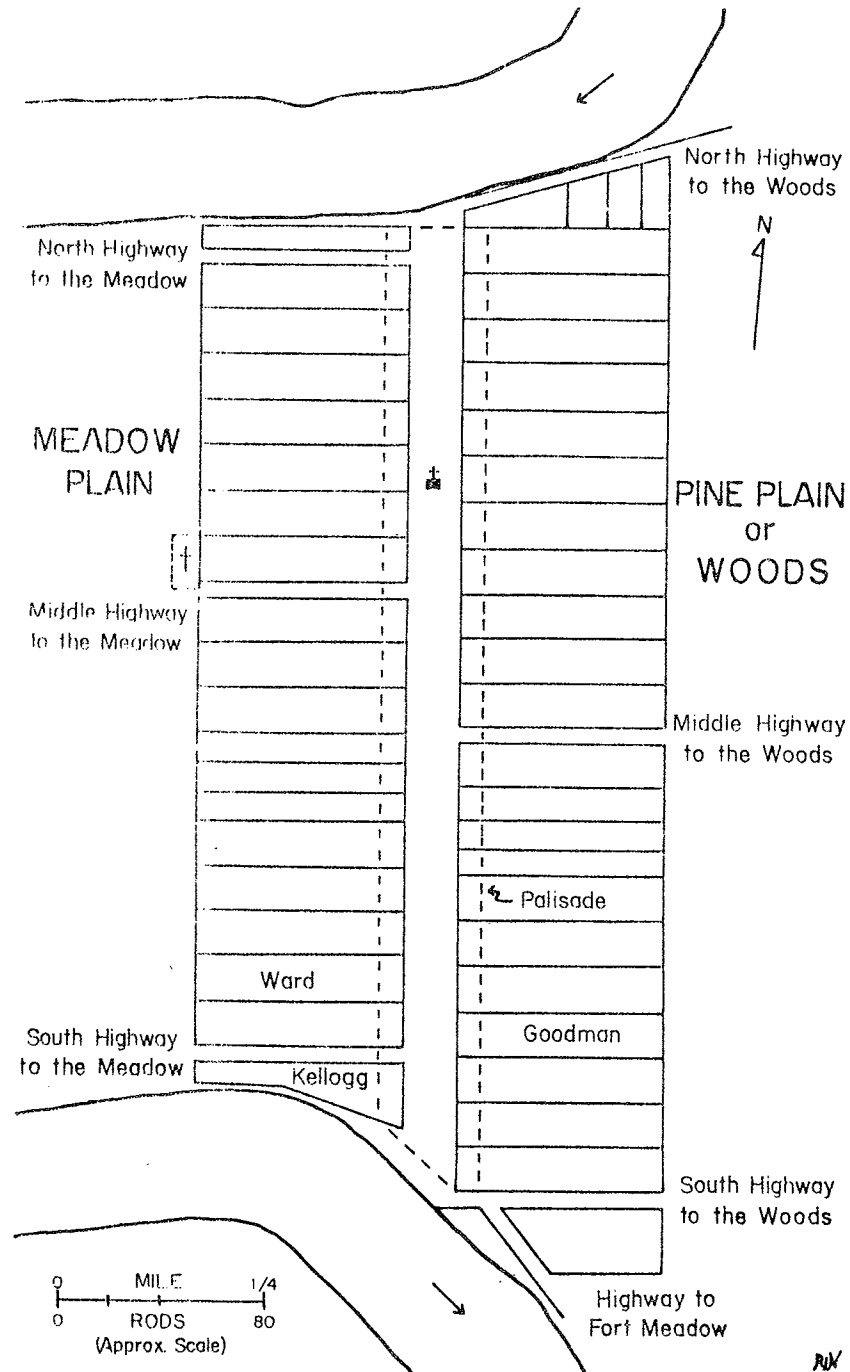 North Highway
to the Woods
N
North Highway
to the Meadow
MEADOW
PLAIN
PINE PLAIN
or
WOODS
Middle Highway
to the Meadow
Middle Highway
to the Woods
Palisade
Ward
Goodman
South Highway
to the Meadow
Kellogg
South Highway
to the Woods
0 MILE 1/4
0 RODS 80
(Approx. Scale)
Highway to
Fort Meadow